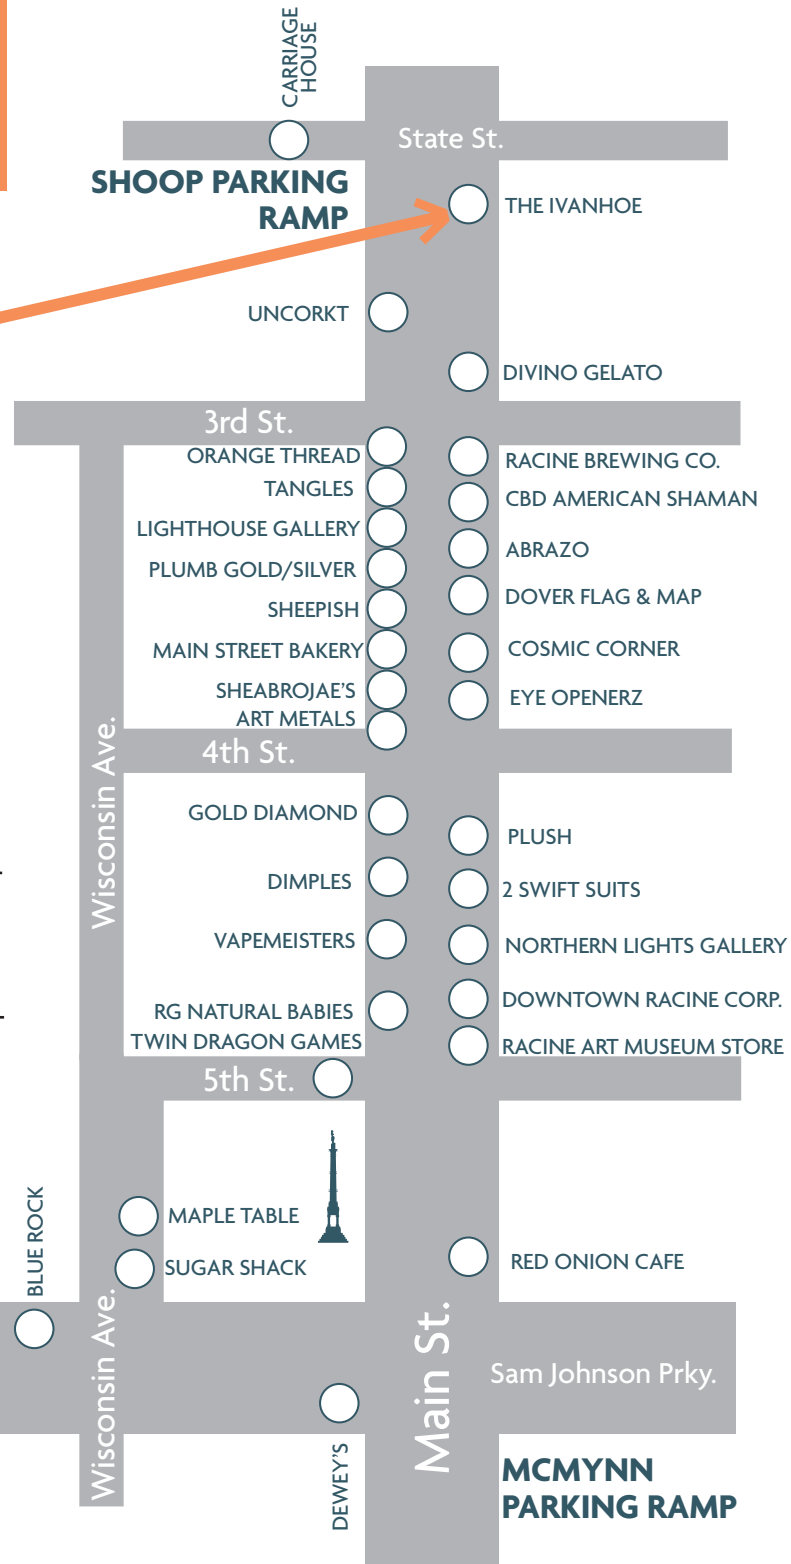 CARRIAGE
HOUSE
State St.
SHOOP PARKING
RAMP
THE IVANHOE
UNCORKT
DIVINO GELATO
3rd St.
ORANGE THREAD
RACINE BREWING CO.
TANGLES
CBD AMERICAN SHAMAN
LIGHTHOUSE GALLERY
ABRAZO
PLUMB GOLD/SILVER
DOVER FLAG & MAP
SHEEPISH
MAIN STREET BAKERY
COSMIC CORNER
SHEABROJAE'S
EYE OPENERZ
ART METALS
4th St.
Wisconsin Ave.
GOLD DIAMOND
PLUSH
DIMPLES
2 SWIFT SUITS
VAPEMEISTERS
NORTHERN LIGHTS GALLERY
RG NATURAL BABIES
DOWNTOWN RACINE CORP.
TWIN DRAGON GAMES
RACINE ART MUSEUM STORE
5th St.
MAPLE TABLE
BLUE ROCK
SUGAR SHACK
RED ONION CAFE
Wisconsin Ave.
Main St.
Sam Johnson Prky.
DEWEY'S
MCMYNN
PARKING RAMP